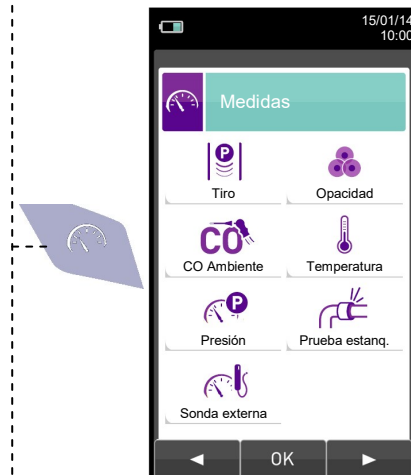 15/01/14
10:00
Medidas
P
Tiro
Opacidad
CO
CO Ambiente
Temperatura
P
Presión
Prueba estanq.
Sonda externa
OK